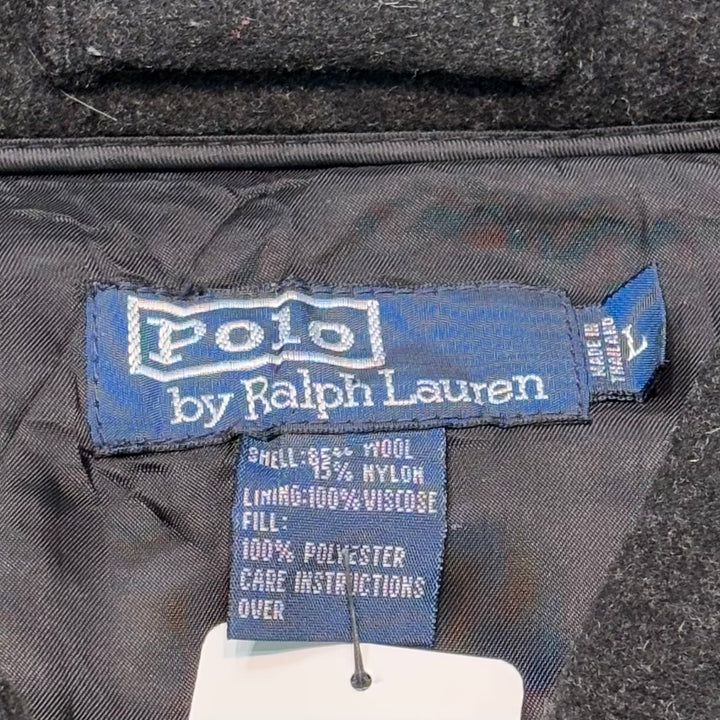 Polo
by Ralph Lauren
MADE IN
THAILAND
L
SHELL:85% WOOL
15% NYLON
LINING:100%VISCOSE
FILL:
100% POLYESTER
CARE INSTRUCTIONS
OVER